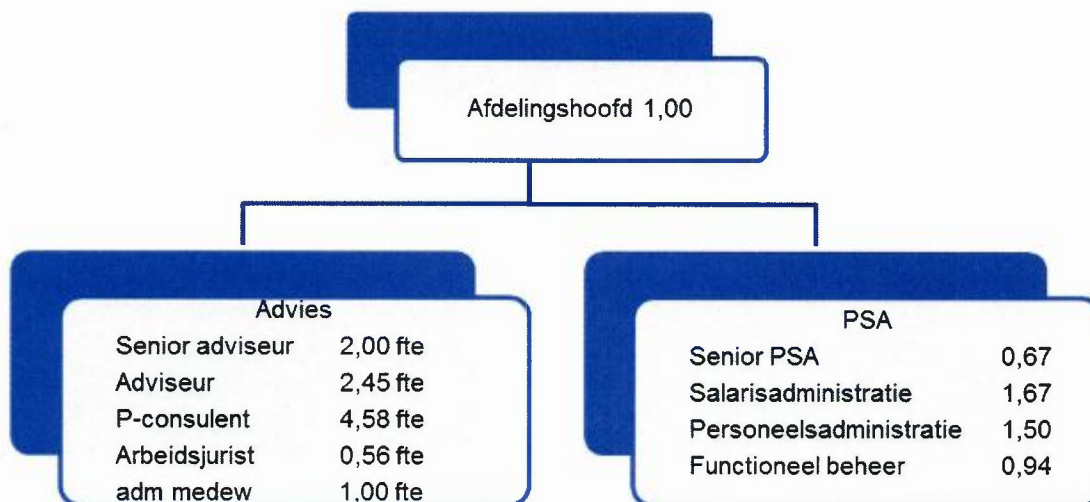 Afdelingshoofd 1,00
Advies
Senior adviseur 2,00 fte
Adviseur 2,45 fte
P-consulent 4,58 fte
Arbeidsjurist 0,56 fte
adm medew 1,00 fte
PSA
Senior PSA 0,67
Salarisadministratie 1,67
Personeelsadministratie 1,50
Functioneel beheer 0,94